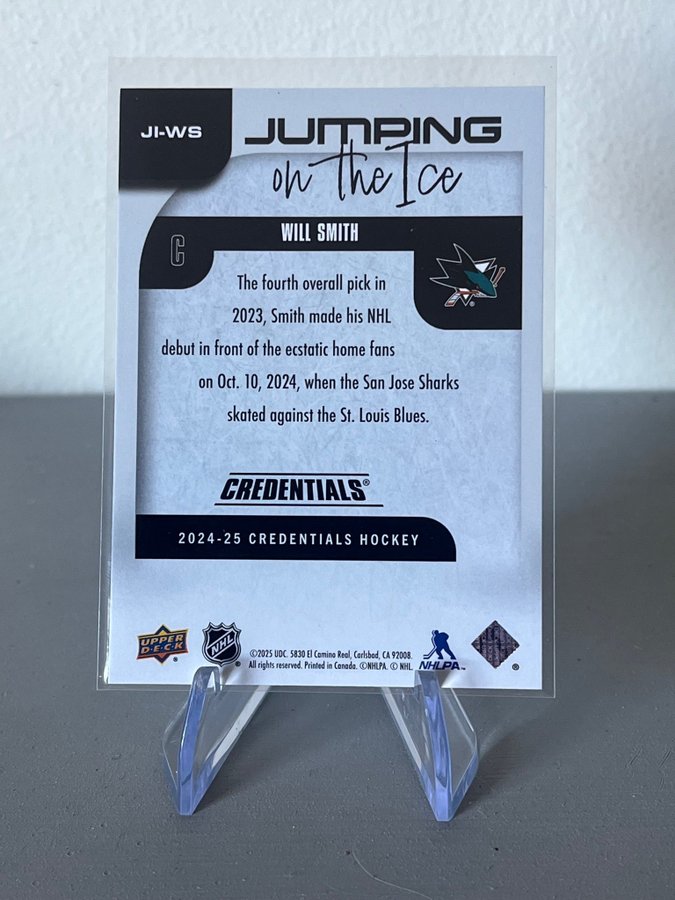 JI-WS
JUMPING
on the Ice
WILL SMITH
C
The fourth overall pick in
2023, Smith made his NHL
debut in front of the ecstatic home fans
on Oct. 10, 2024, when the San Jose Sharks
skated against the St. Louis Blues.
CREDENTIALS®
2024-25 CREDENTIALS HOCKEY
UPPER
D·E·C·K
®
NHL
®
©2025 UDC. 5830 El Camino Real, Carlsbad, CA 92008.
All rights reserved. Printed in Canada. ©NHLPA. © NHL.
NHLPA™
®